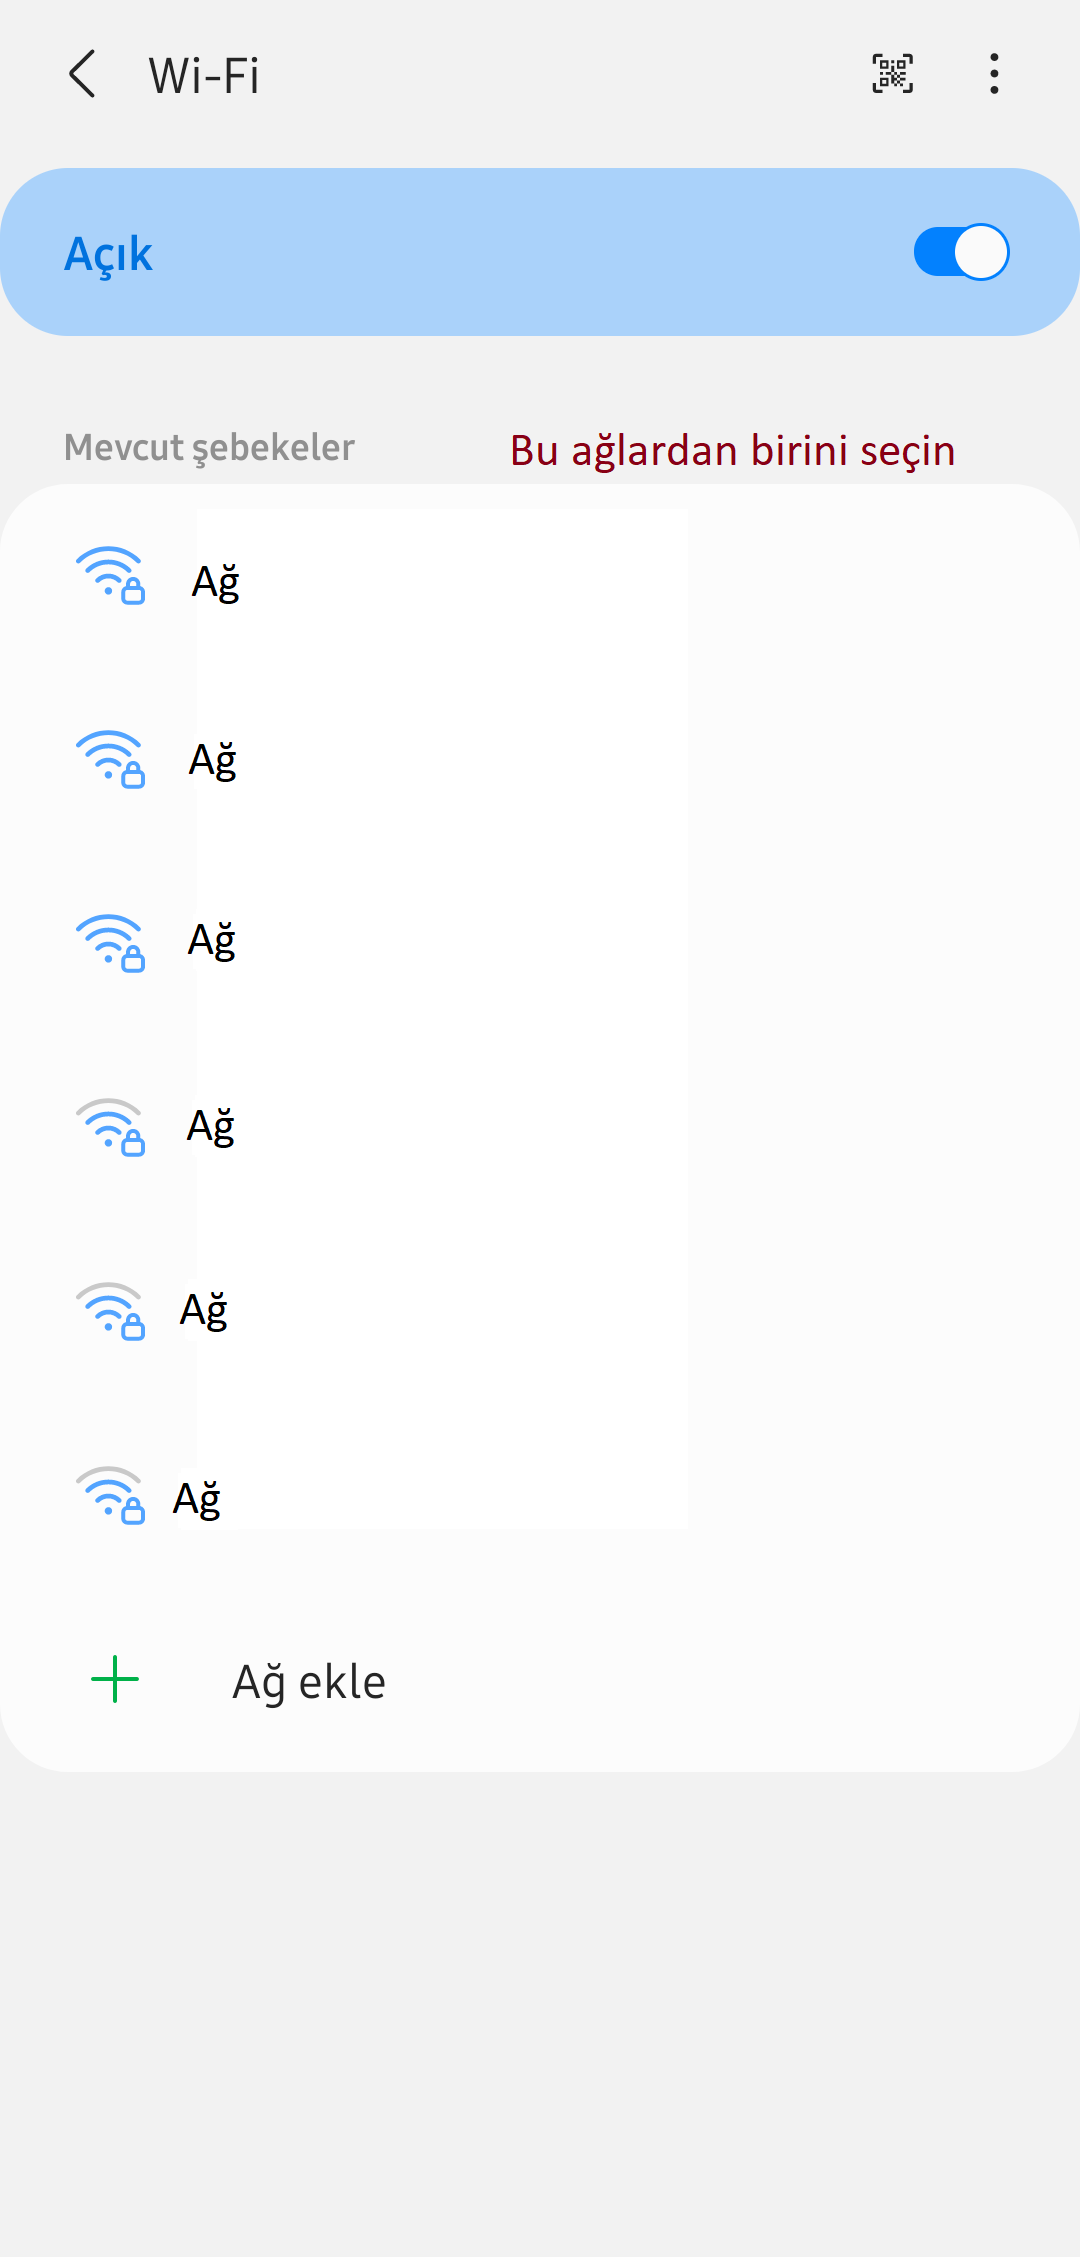 Wi-Fi
Açık
Mevcut şebekeler
Bu ağlardan birini seçin
Ağ
Ağ
Ağ
Ağ
Ağ
Ağ
Ağ ekle